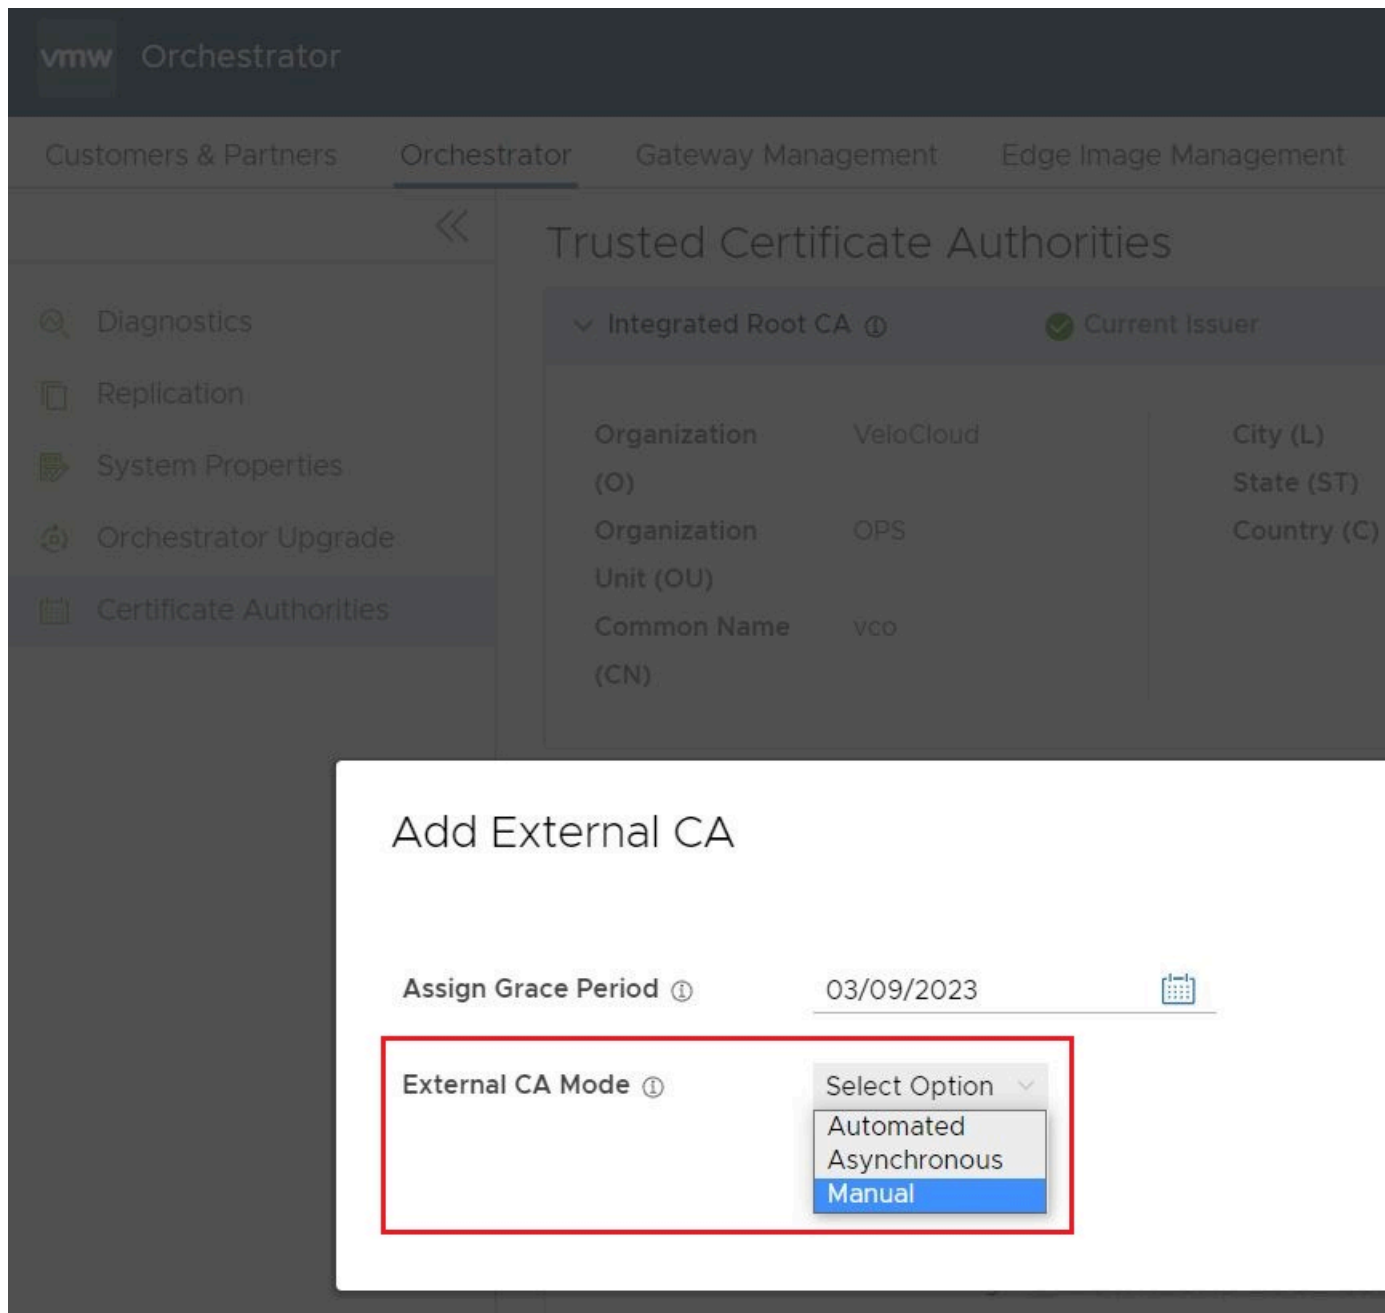 vmw Orchestrator
Customers & Partners Orchestrator Gateway Management Edge Image Management
Trusted Certificate Authorities
Diagnostics
Replication
System Properties
Orchestrator Upgrade
Certificate Authorities
Integrated Root CA Current Issuer
Organization (O) VeloCloud
Organization Unit (OU) OPS
Common Name (CN) vco
City (L)
State (ST)
Country (C)
Add External CA
Assign Grace Period 03/09/2023
External CA Mode Select Option
Automated
Asynchronous
Manual